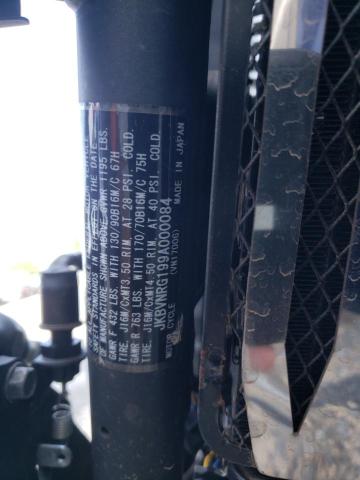 SAFETY STANDARDS IN EFFECT ON THE DATE
OF MANUFACTURE SHOWN ABOVE. GVWR 1195 LBS.
GAWR F 432 LBS. WITH 130/90B16M/C 67H
TIRE, J16M/CxMT3.50 RIM, AT 28 PSI. COLD.
GAWR R 763 LBS. WITH 170/70B16M/C 75H
TIRE, J16M/CxMT4.50 RIM, AT 40 PSI. COLD.
JKBVNRG199A000084
MOTOR CYCLE (VN1700G) MADE IN JAPAN